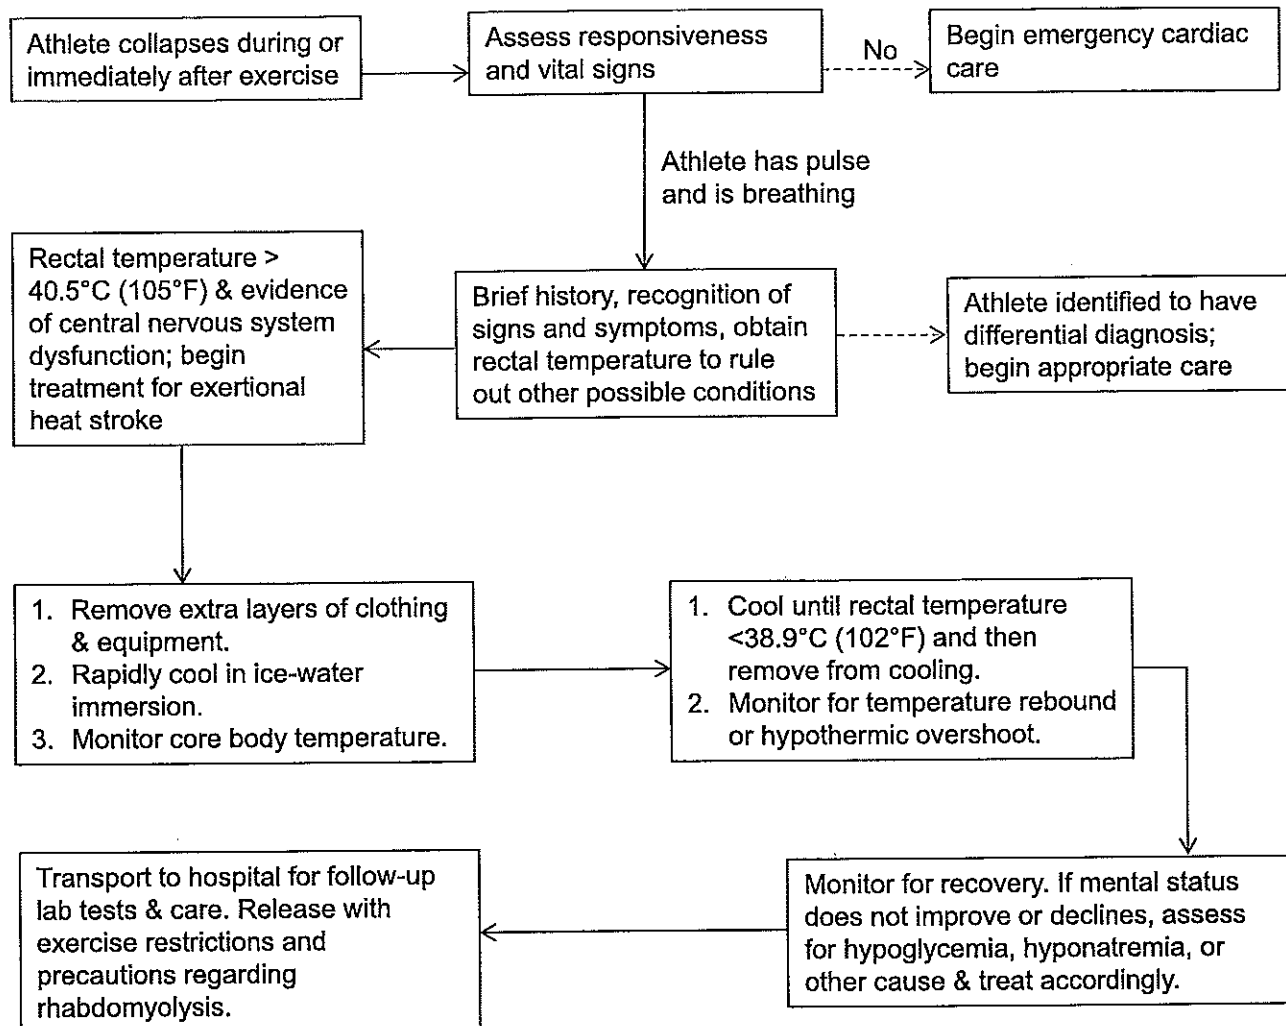 Athlete collapses during or
immediately after exercise
Assess responsiveness
and vital signs
No
Begin emergency cardiac
care
Athlete has pulse
and is breathing
Rectal temperature >
40.5°C (105°F) & evidence
of central nervous system
dysfunction; begin
treatment for exertional
heat stroke
Brief history, recognition of
signs and symptoms, obtain
rectal temperature to rule
out other possible conditions
Athlete identified to have
differential diagnosis;
begin appropriate care
1. Remove extra layers of clothing
& equipment.
2. Rapidly cool in ice-water
immersion.
3. Monitor core body temperature.
1. Cool until rectal temperature
<38.9°C (102°F) and then
remove from cooling.
2. Monitor for temperature rebound
or hypothermic overshoot.
Transport to hospital for follow-up
lab tests & care. Release with
exercise restrictions and
precautions regarding
rhabdomyolysis.
Monitor for recovery. If mental status
does not improve or declines, assess
for hypoglycemia, hyponatremia, or
other cause & treat accordingly.